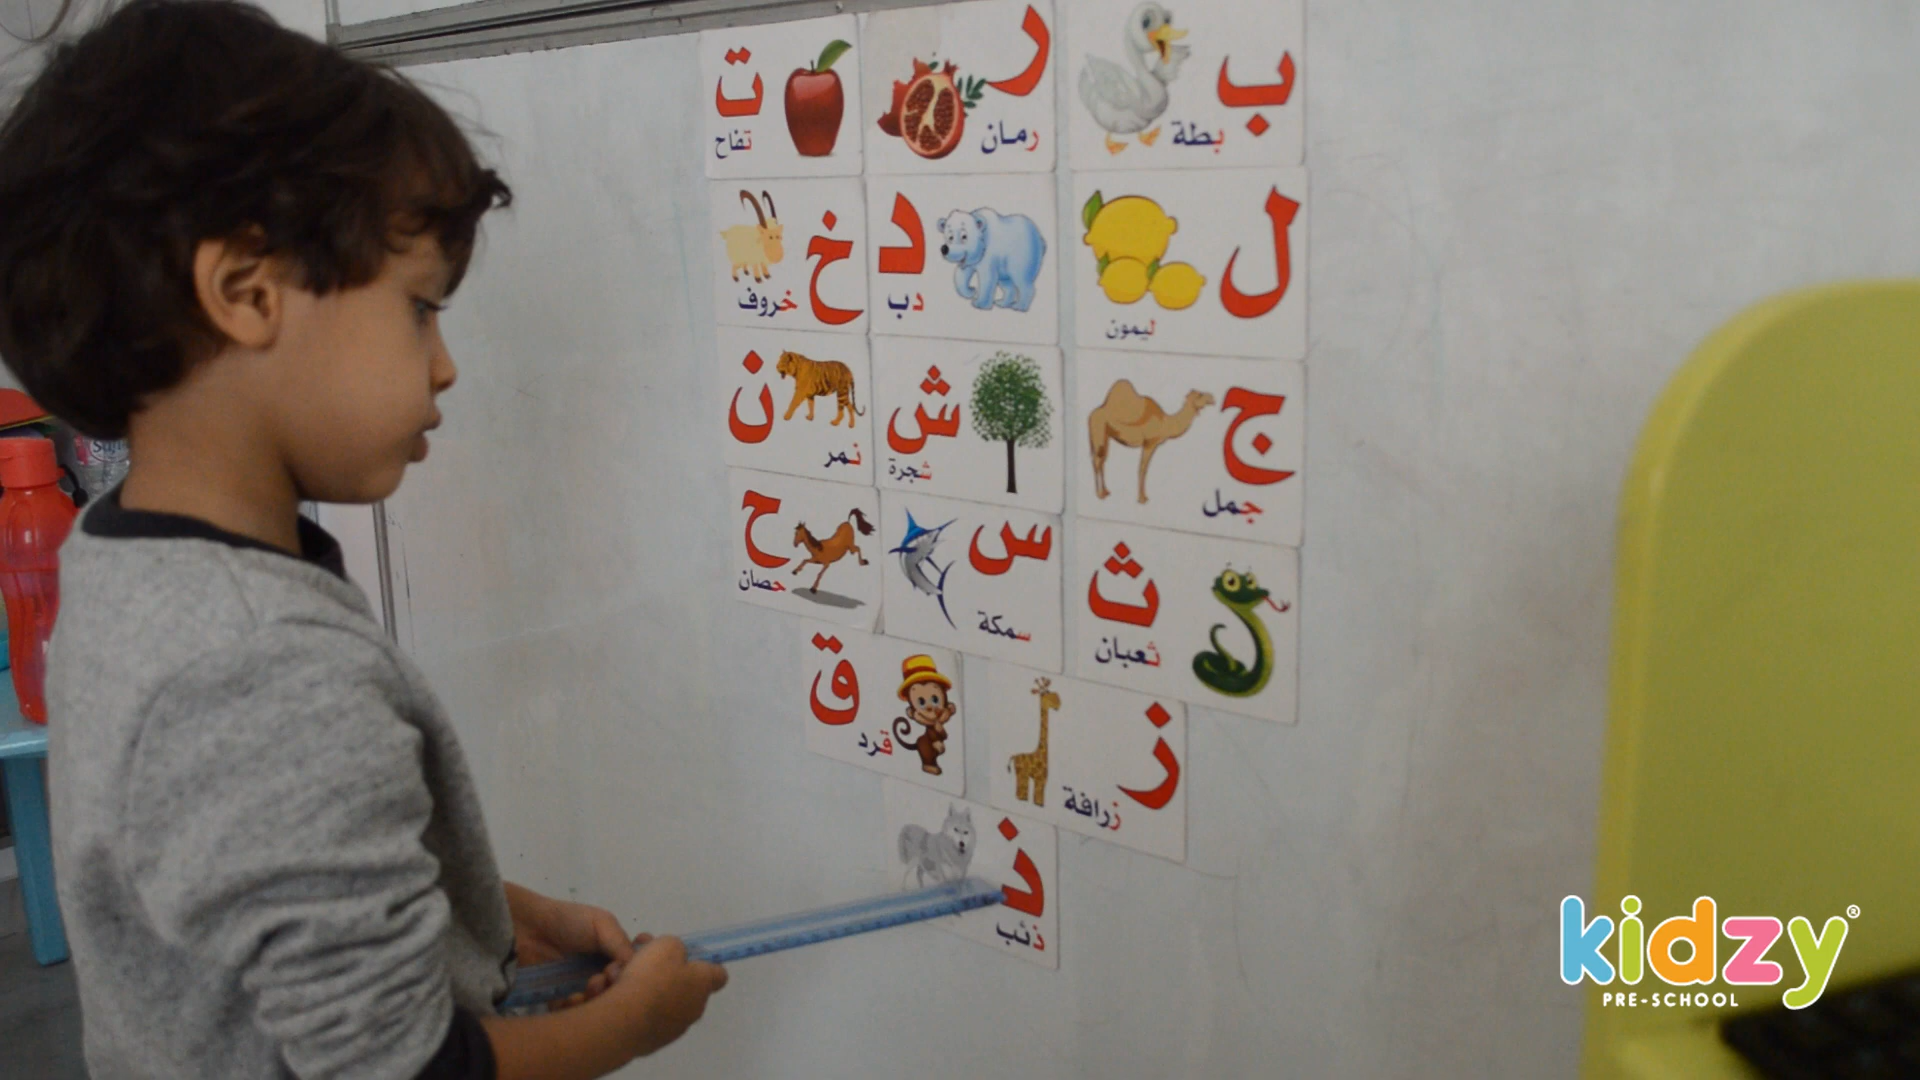 ب
بطة
ر
رمان
ت
تفاح
ل
ليمون
د
دب
خ
خروف
ج
جمل
ش
شجرة
ن
نمر
ث
ثعبان
س
سمكة
ح
حصان
ز
زرافة
ق
قرد
ذ
ذئب
kidzy®
PRE-SCHOOL